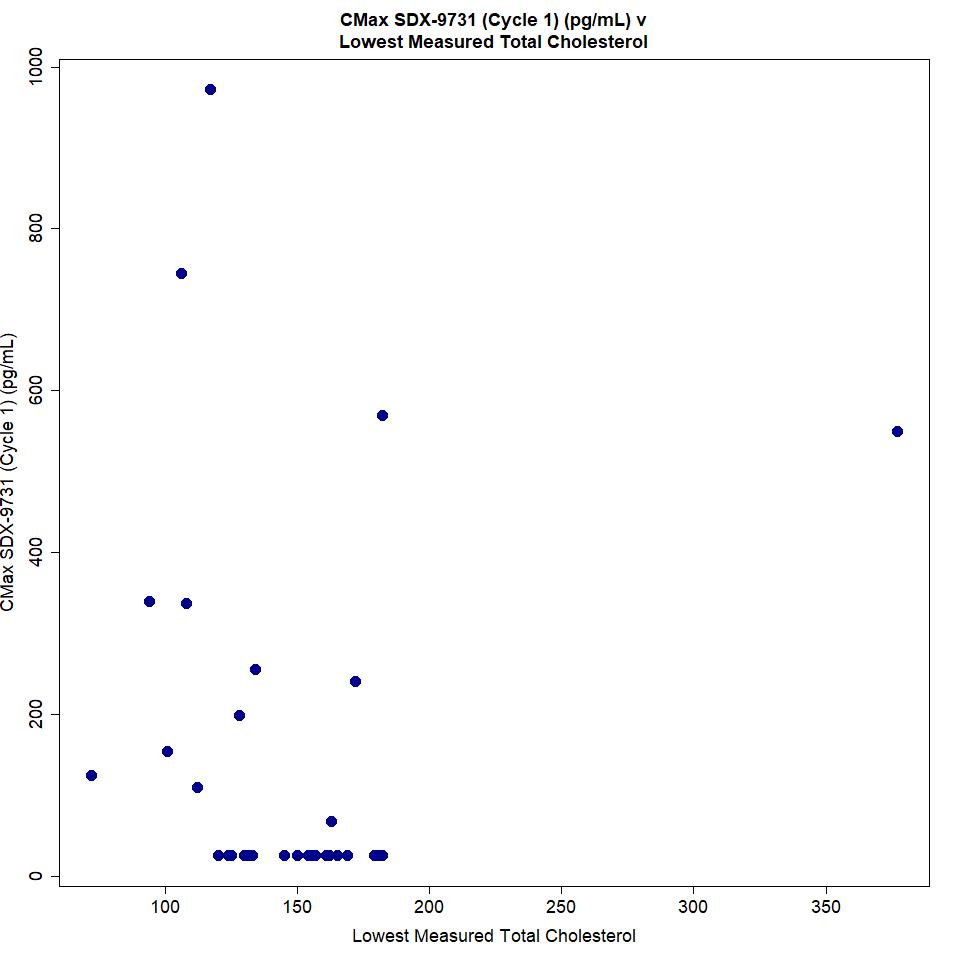 CMax SDX-9731 (Cycle 1) (pg/mL) v
Lowest Measured Total Cholesterol
CMax SDX-9731 (Cycle 1) (pg/mL)
1000
800
600
400
200
0
100 150 200 250 300 350
Lowest Measured Total Cholesterol